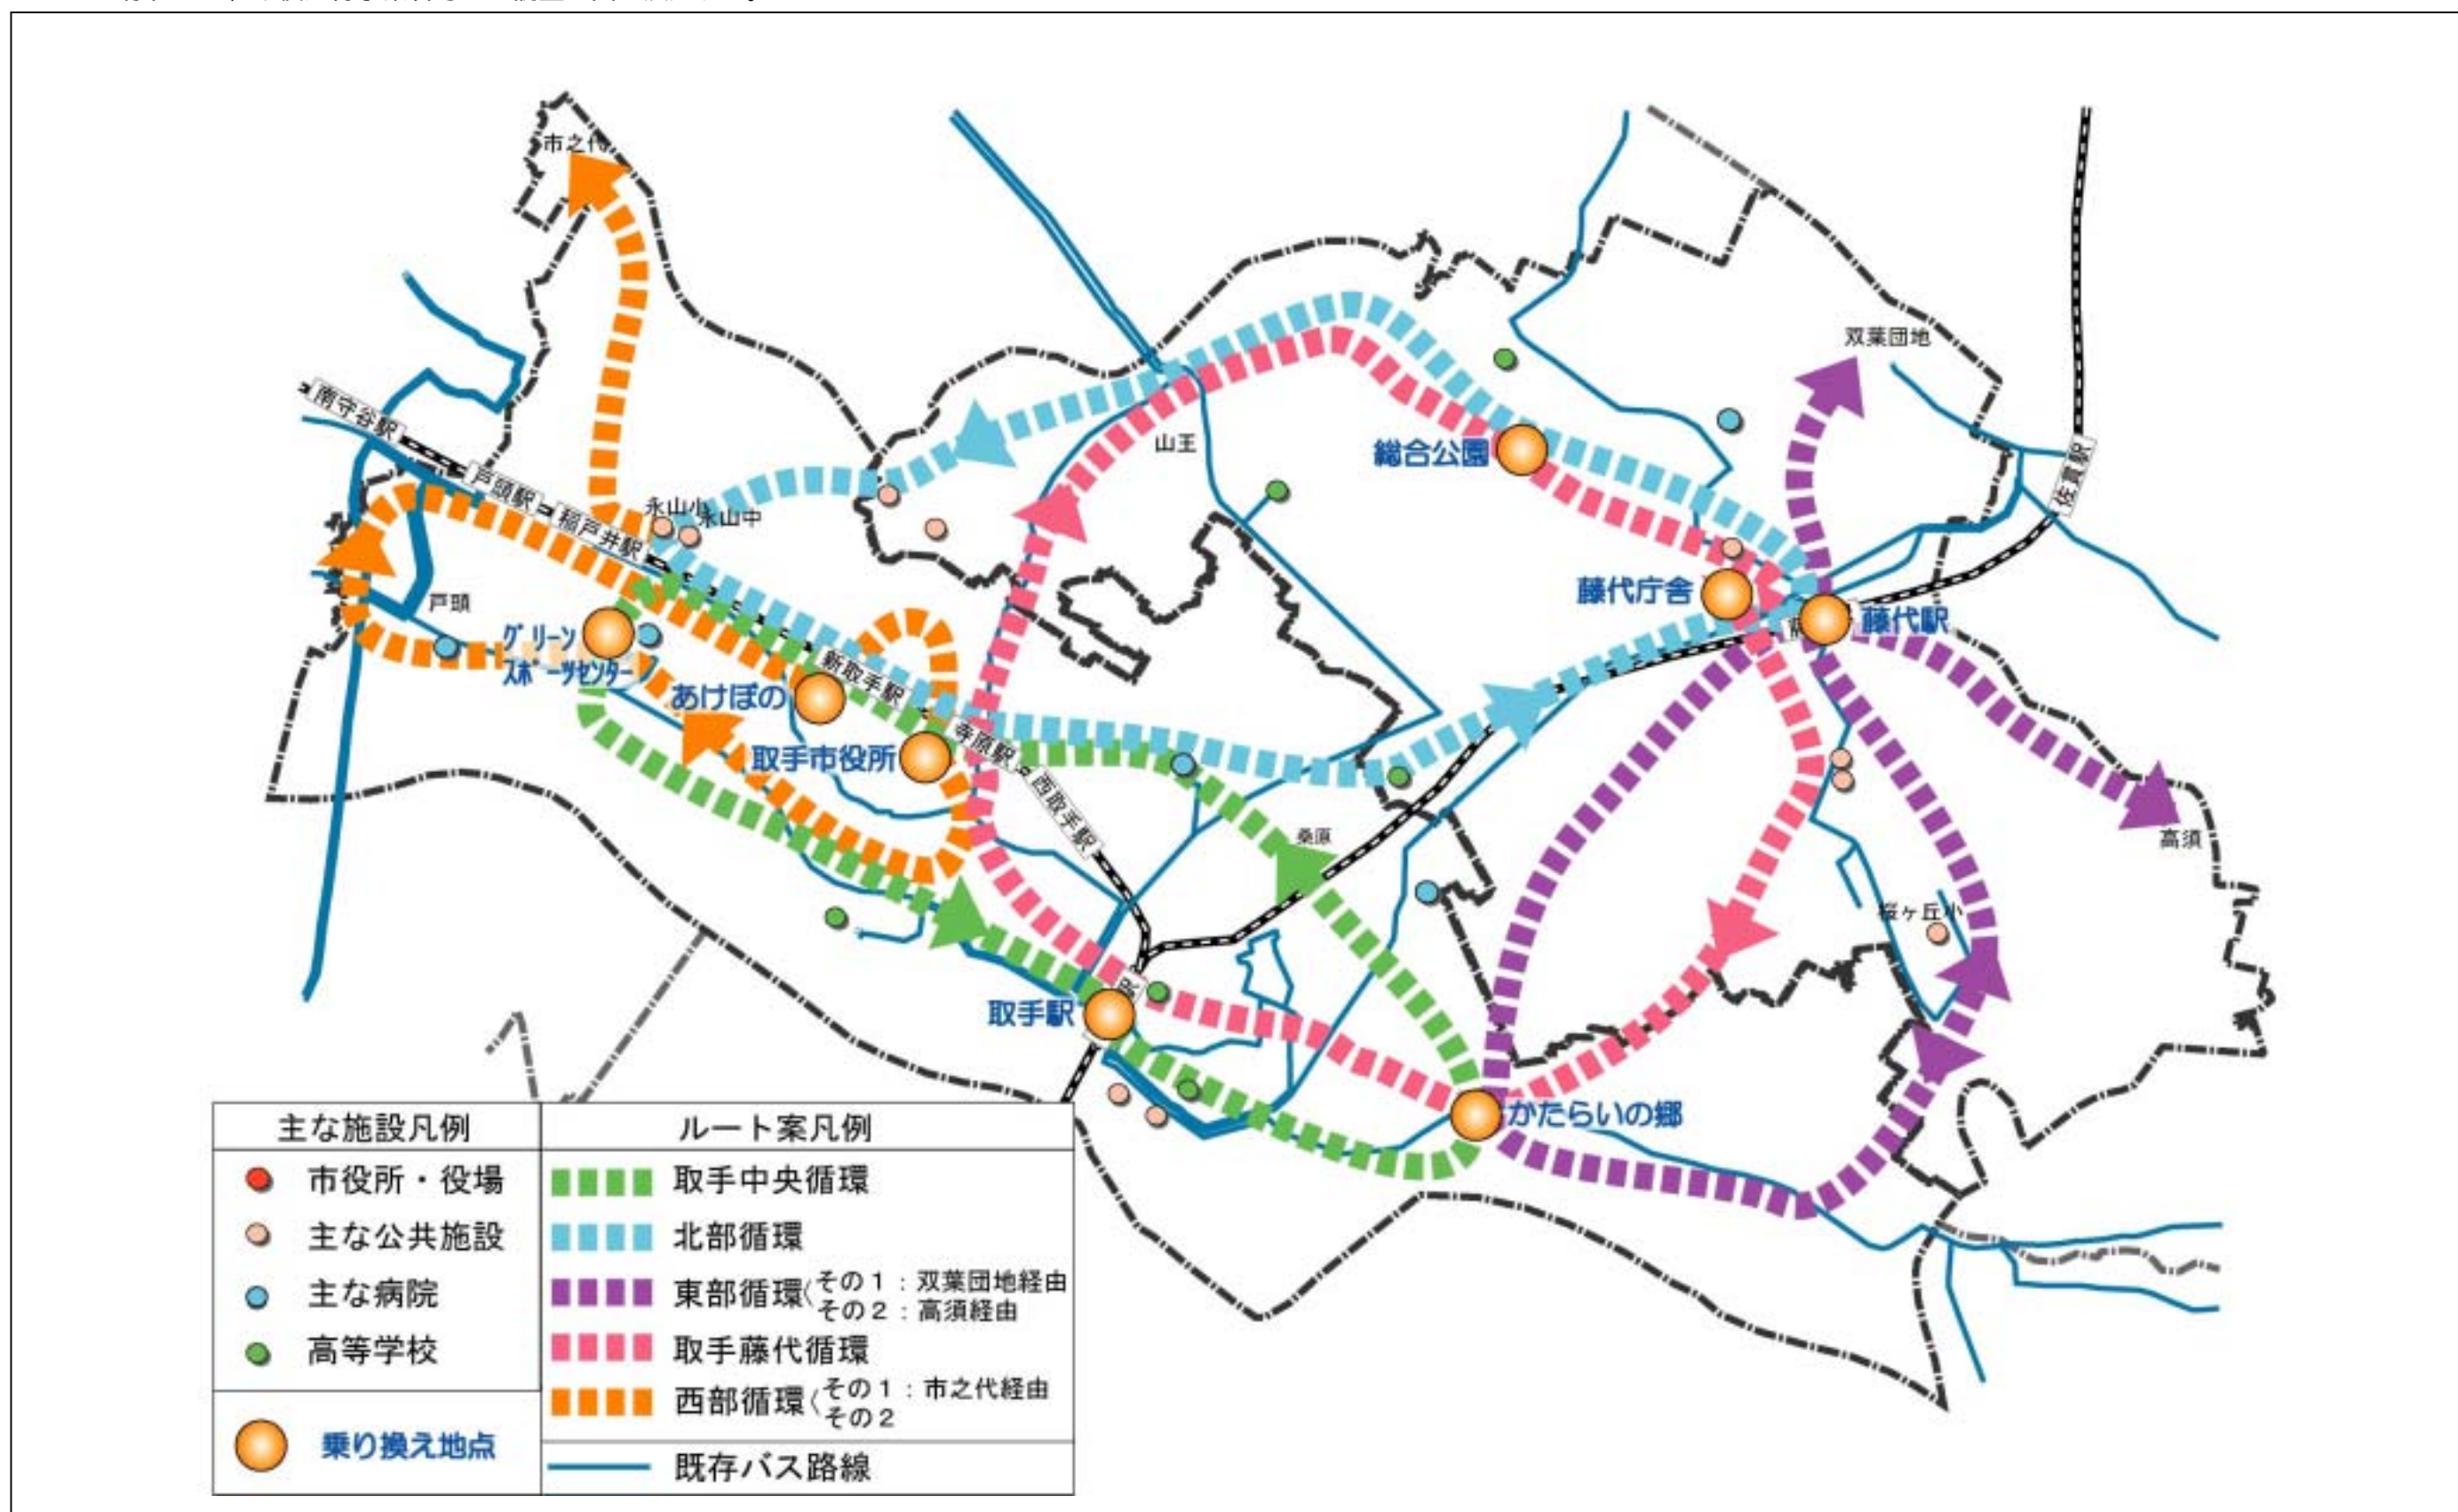 市之代
双葉団地
南守谷駅
佐貫駅
山王
総合公園
戸頭駅
稲戸井駅
永山小
永山中
藤代庁舎
藤代駅
戸頭
グリーン
スポーツセンター
新取手駅
あけぼの
寺原駅
取手市役所
西取手駅
桑原
高須
桜ヶ丘小
取手駅
かたらいの郷
主な施設凡例
市役所・役場
主な公共施設
主な病院
高等学校
乗り換え地点
ルート案凡例
取手中央循環
北部循環
東部循環〈その1：双葉団地経由
その2：高須経由
取手藤代循環
西部循環〈その1：市之代経由
その2
既存バス路線